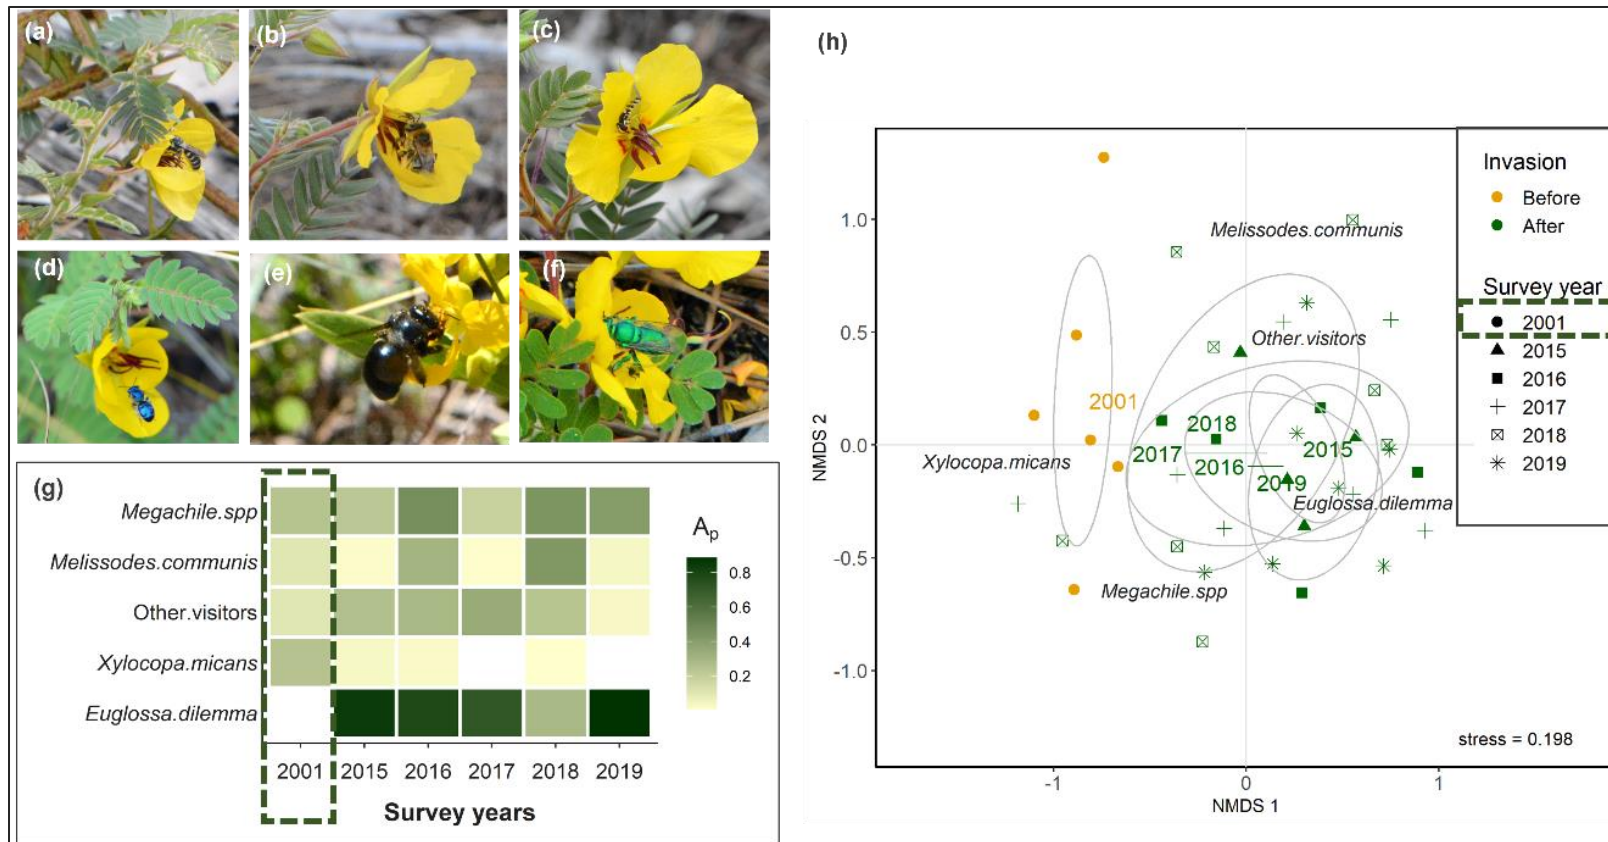 (a)
(b)
(c)
(d)
(e)
(f)
(g)
Megachile.spp
Melissodes.communis
Other.visitors
Xylocopa.micans
Euglossa.dilemma
2001 2015 2016 2017 2018 2019
Survey years
Ap
0.8
0.6
0.4
0.2
(h)
NMDS 2
1.0
0.5
0.0
-0.5
-1.0
Melissodes.communis
Other.visitors
2001
2018
2017
2016
2015
2019
Xylocopa.micans
Euglossa.dilemma
Megachile.spp
stress = 0.198
-1 0 1
NMDS 1
Invasion
Before
After
Survey year
2001
2015
2016
2017
2018
2019